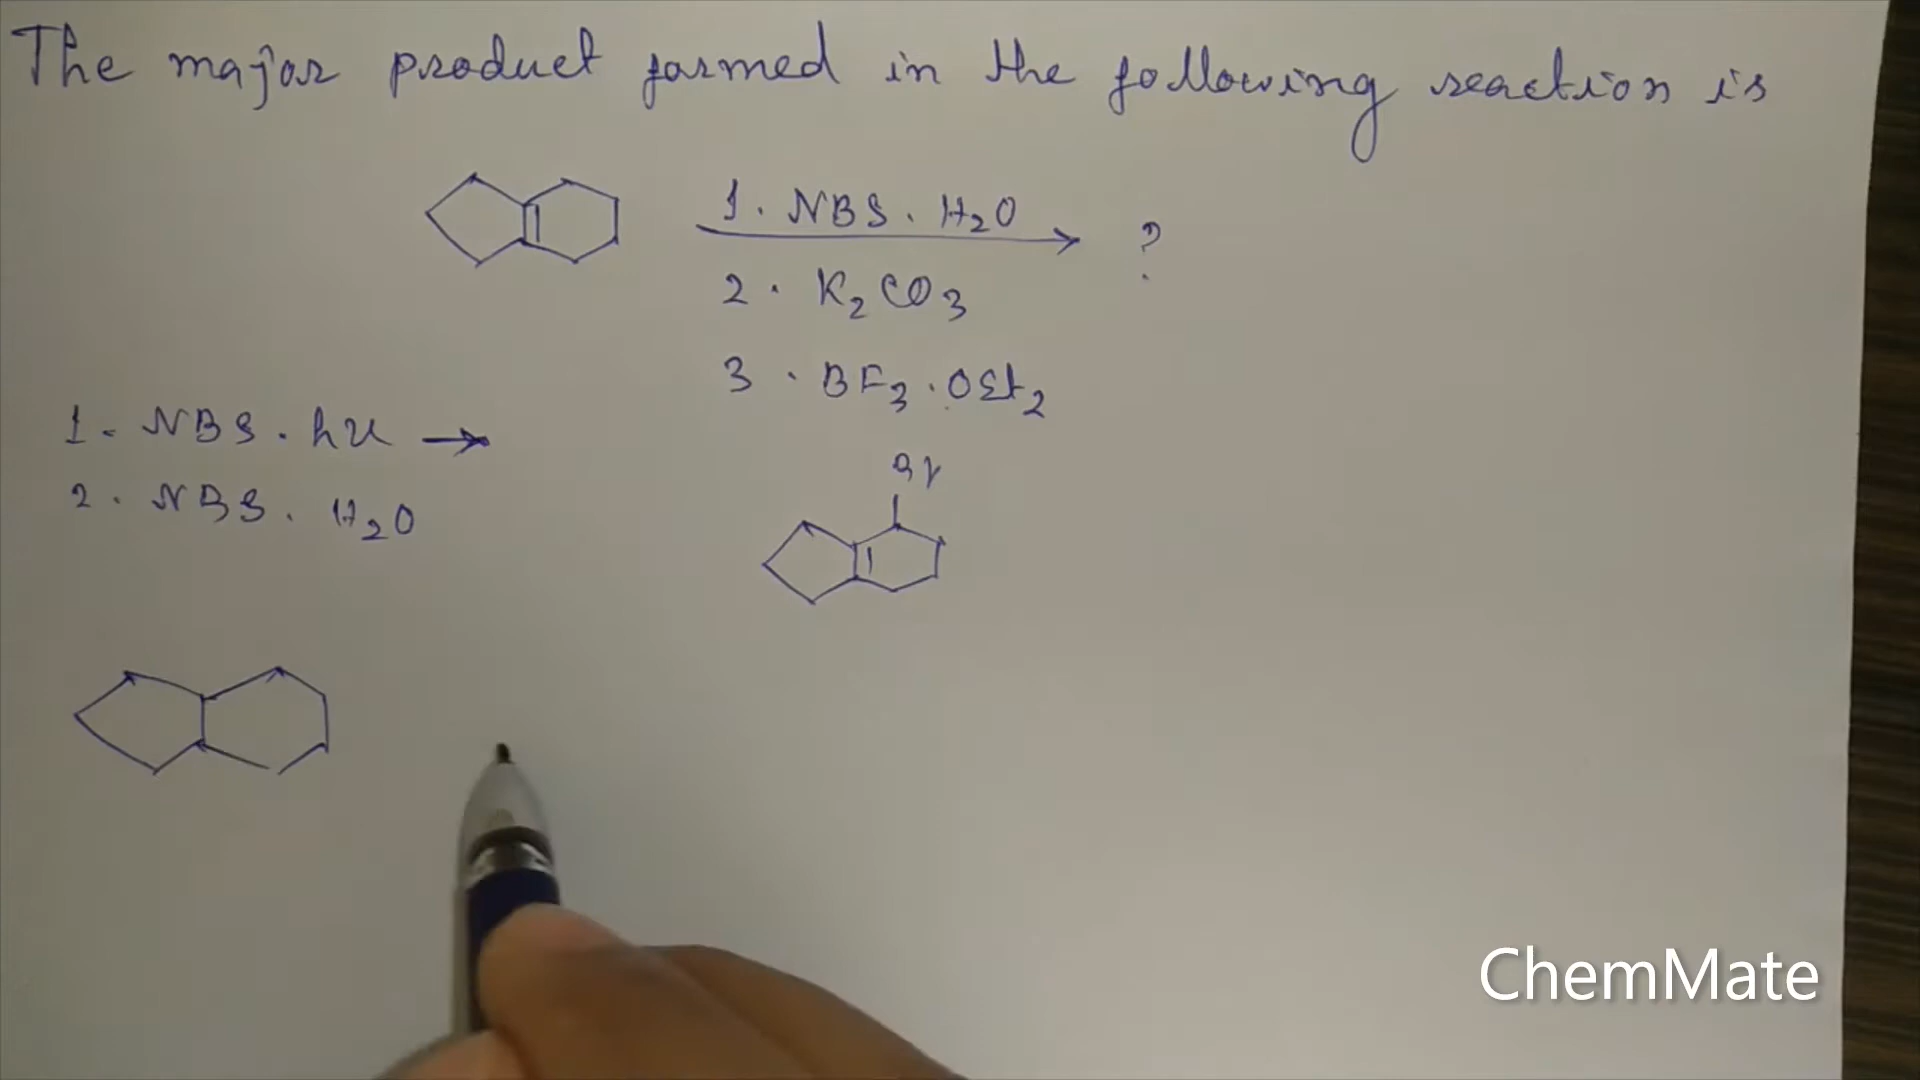 The major product formed in the following reaction is
1. NBS. H2O
?
2. K2CO3
3. BF3.OEt2
1. NBS. hν →
2. NBS. H2O
Br
ChemMate